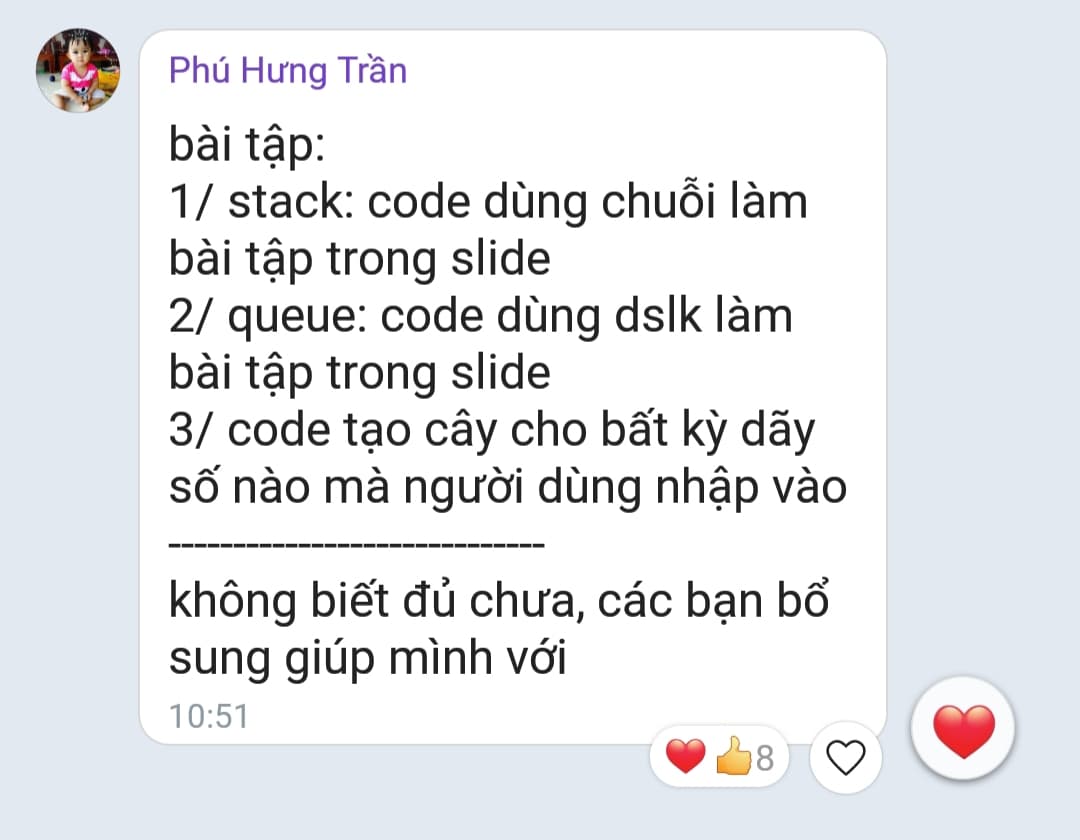 Phú Hưng Trần
bài tập:
1/ stack: code dùng chuỗi làm
bài tập trong slide
2/ queue: code dùng dslk làm
bài tập trong slide
3/ code tạo cây cho bất kỳ dãy
số nào mà người dùng nhập vào
-----------------------------
không biết đủ chưa, các bạn bổ
sung giúp mình với
10:51
8